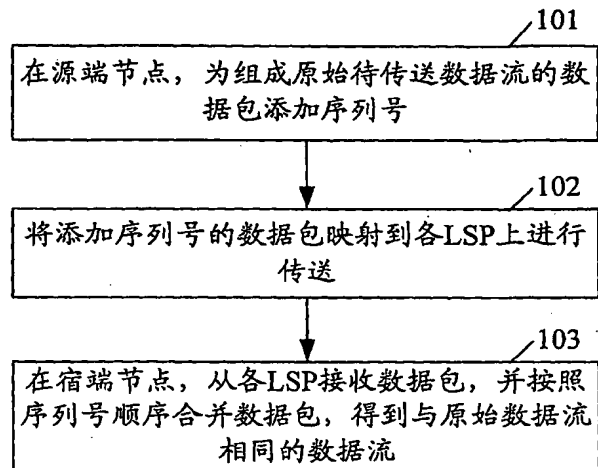 101
在源端节点，为组成原始待传送数据流的数
据包添加序列号
102
将添加序列号的数据包映射到各LSP上进行
传送
103
在宿端节点，从各LSP接收数据包，并按照
序列号顺序合并数据包，得到与原始数据流
相同的数据流